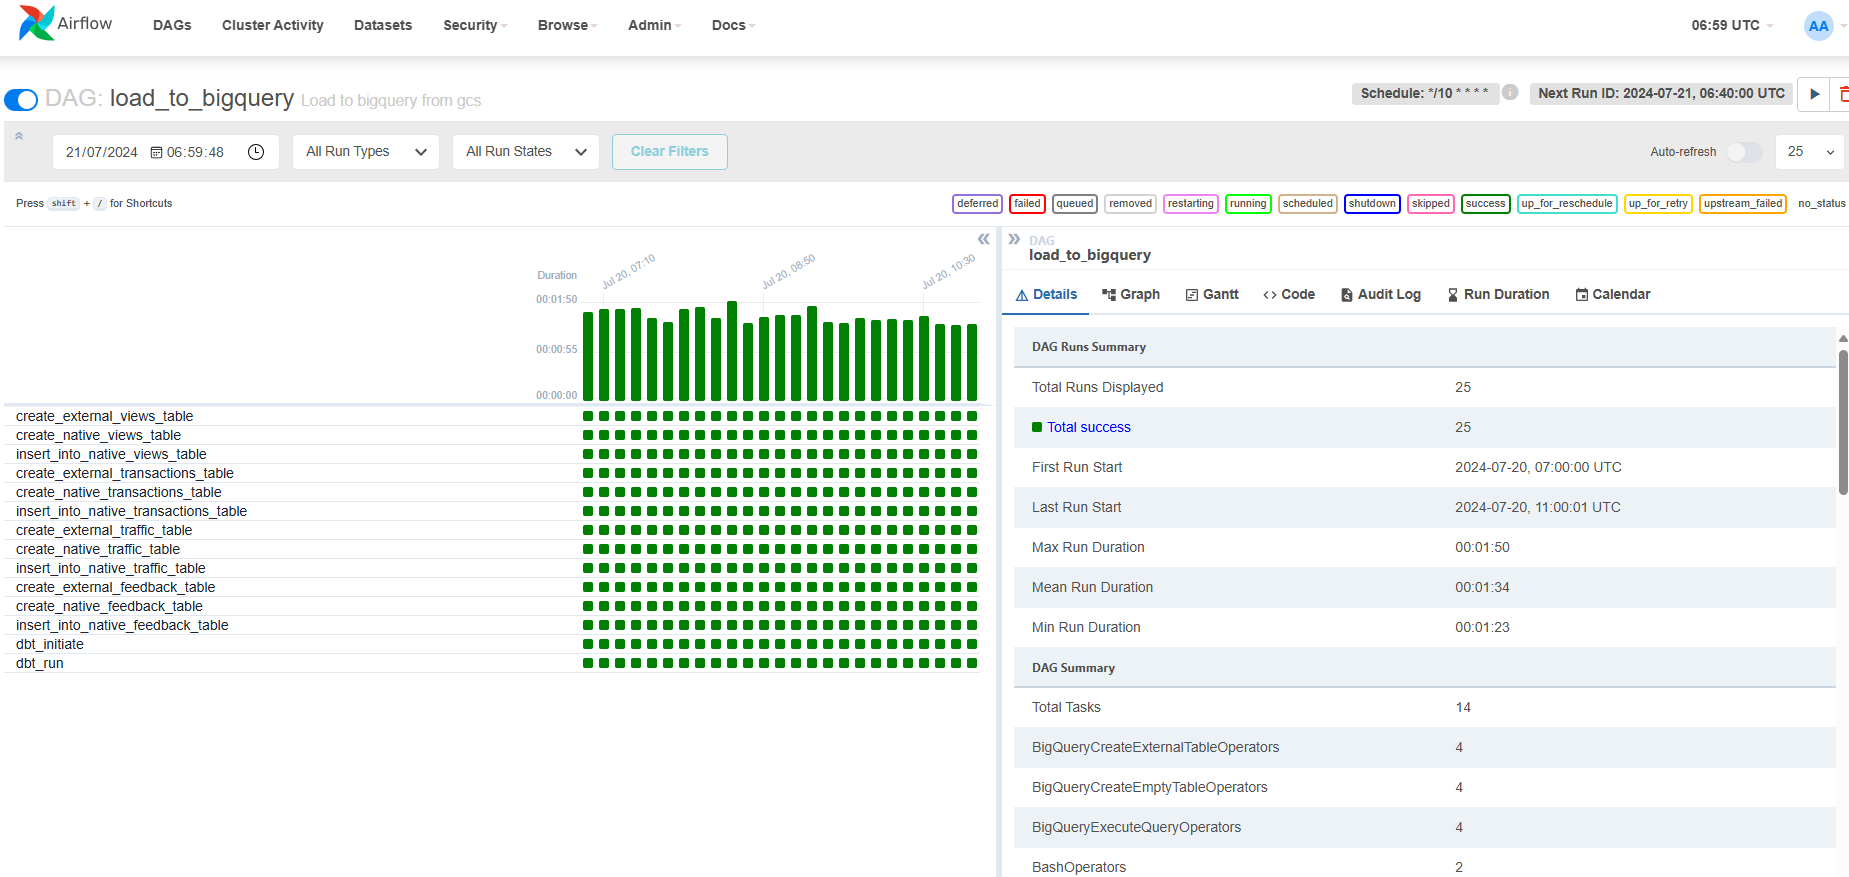 Airflow DAGs Cluster Activity Datasets Security Browse Admin Docs 06:59 UTC AA
DAG: load_to_bigquery Load to bigquery from gcs Schedule: */10 * * * * i Next Run ID: 2024-07-21, 06:40:00 UTC
21/07/2024 06:59:48 All Run Types All Run States Clear Filters Auto-refresh 25
Press shift + / for Shortcuts deferred failed queued removed restarting running scheduled shutdown skipped success up_for_reschedule up_for_retry upstream_failed no_status
Duration
00:01:50
00:00:55
00:00:00
Jul 20, 07:10
Jul 20, 08:50
Jul 20, 10:30
create_external_views_table
create_native_views_table
insert_into_native_views_table
create_external_transactions_table
create_native_transactions_table
insert_into_native_transactions_table
create_external_traffic_table
create_native_traffic_table
insert_into_native_traffic_table
create_external_feedback_table
create_native_feedback_table
insert_into_native_feedback_table
dbt_initiate
dbt_run
DAG
load_to_bigquery
Details Graph Gantt Code Audit Log Run Duration Calendar
DAG Runs Summary
Total Runs Displayed 25
Total success 25
First Run Start 2024-07-20, 07:00:00 UTC
Last Run Start 2024-07-20, 11:00:01 UTC
Max Run Duration 00:01:50
Mean Run Duration 00:01:34
Min Run Duration 00:01:23
DAG Summary
Total Tasks 14
BigQueryCreateExternalTableOperators 4
BigQueryCreateEmptyTableOperators 4
BigQueryExecuteQueryOperators 4
BashOperators 2